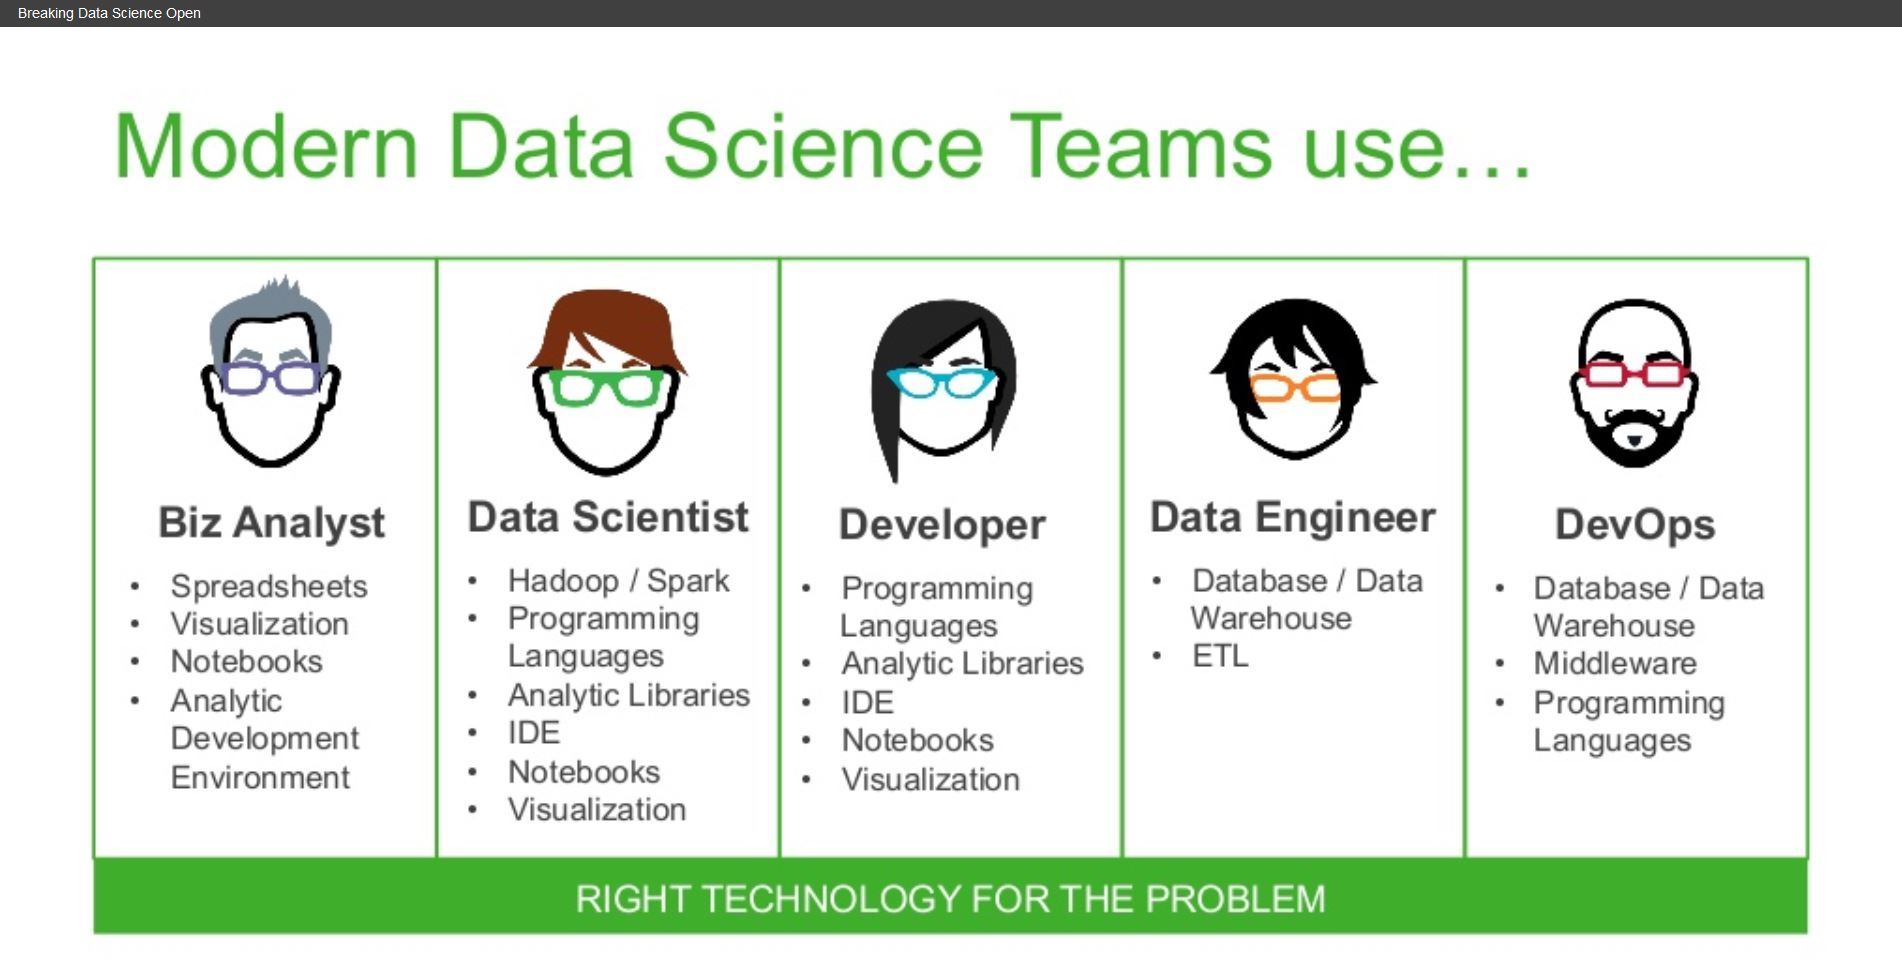 Breaking Data Science Open
Modern Data Science Teams use…
Biz Analyst
• Spreadsheets
• Visualization
• Notebooks
• Analytic
Development
Environment
Data Scientist
• Hadoop / Spark
• Programming
Languages
• Analytic Libraries
• IDE
• Notebooks
• Visualization
Developer
• Programming
Languages
• Analytic Libraries
• IDE
• Notebooks
• Visualization
Data Engineer
• Database / Data
Warehouse
• ETL
DevOps
• Database / Data
Warehouse
• Middleware
• Programming
Languages
RIGHT TECHNOLOGY FOR THE PROBLEM